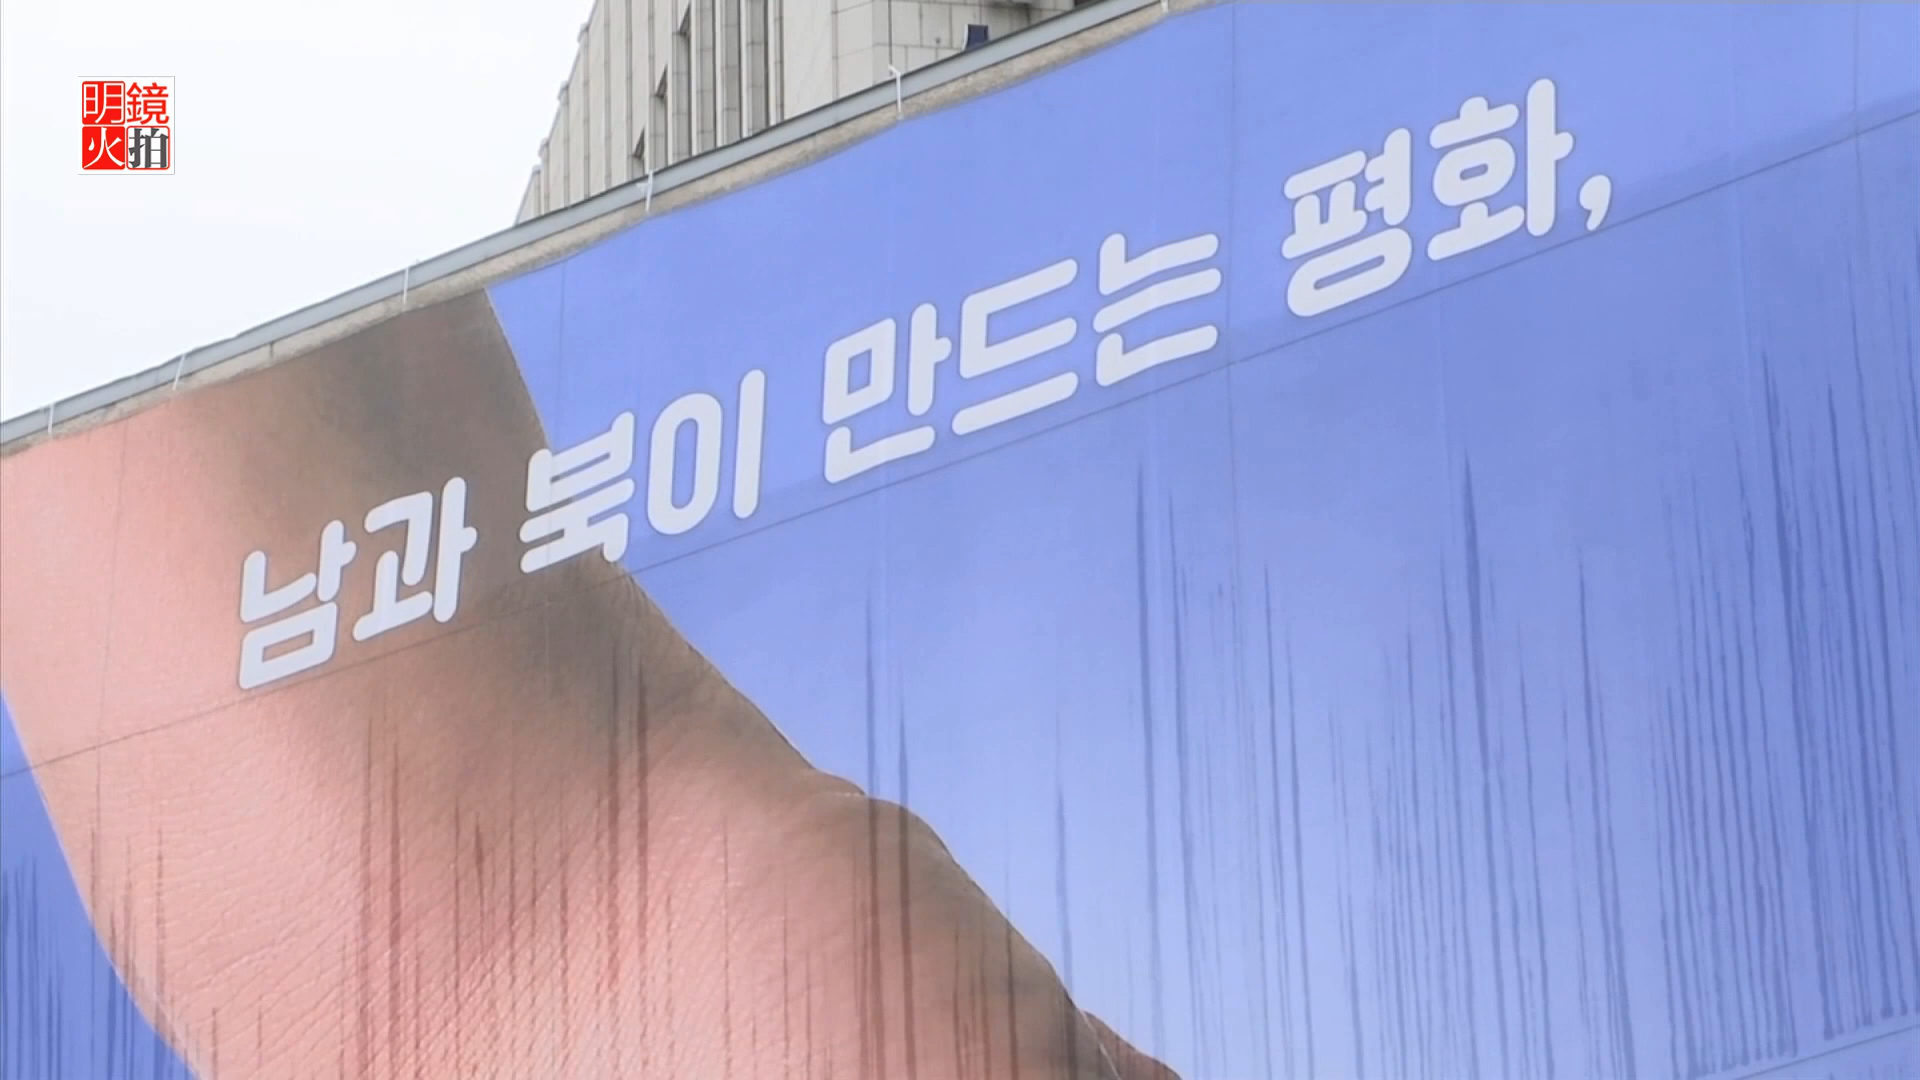 明鏡
火拍
남과 북이 만드는 평화,